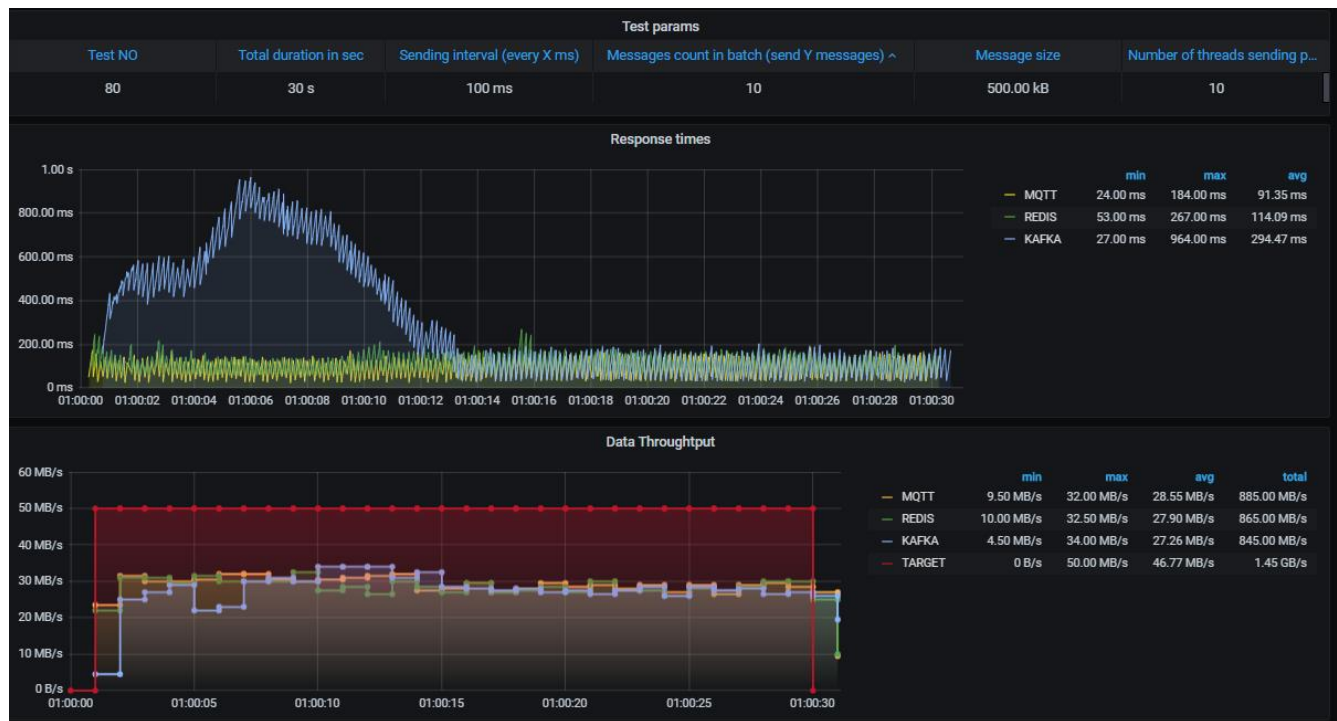 Test params
Test NO Total duration in sec Sending interval (every X ms) Messages count in batch (send Y messages) Message size Number of threads sending p...
80 30 s 100 ms 10 500.00 kB 10
Response times
1.00 s
800.00 ms
600.00 ms
400.00 ms
200.00 ms
0 ms
01:00:00 01:00:02 01:00:04 01:00:06 01:00:08 01:00:10 01:00:12 01:00:14 01:00:16 01:00:18 01:00:20 01:00:22 01:00:24 01:00:26 01:00:28 01:00:30
min max avg
MQTT 24.00 ms 184.00 ms 91.35 ms
REDIS 53.00 ms 267.00 ms 114.09 ms
KAFKA 27.00 ms 964.00 ms 294.47 ms
Data Throughtput
60 MB/s
50 MB/s
40 MB/s
30 MB/s
20 MB/s
10 MB/s
0 B/s
01:00:00 01:00:05 01:00:10 01:00:15 01:00:20 01:00:25 01:00:30
min max avg total
MQTT 9.50 MB/s 32.00 MB/s 28.55 MB/s 885.00 MB/s
REDIS 10.00 MB/s 32.50 MB/s 27.90 MB/s 865.00 MB/s
KAFKA 4.50 MB/s 34.00 MB/s 27.26 MB/s 845.00 MB/s
TARGET 0 B/s 50.00 MB/s 46.77 MB/s 1.45 GB/s